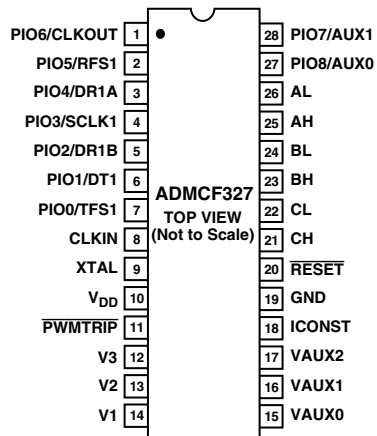 PIO6/CLKOUT 1 28 PIO7/AUX1
PIO5/RFS1 2 27 PIO8/AUX0
PIO4/DR1A 3 26 AL
PIO3/SCLK1 4 25 AH
PIO2/DR1B 5 24 BL
PIO1/DT1 6 23 BH
ADMCF327
PIO0/TFS1 7 TOP VIEW 22 CL
CLKIN 8 (Not to Scale) 21 CH
XTAL 9 20 RESET
VDD 10 19 GND
PWMTRIP 11 18 ICONST
V3 12 17 VAUX2
V2 13 16 VAUX1
V1 14 15 VAUX0